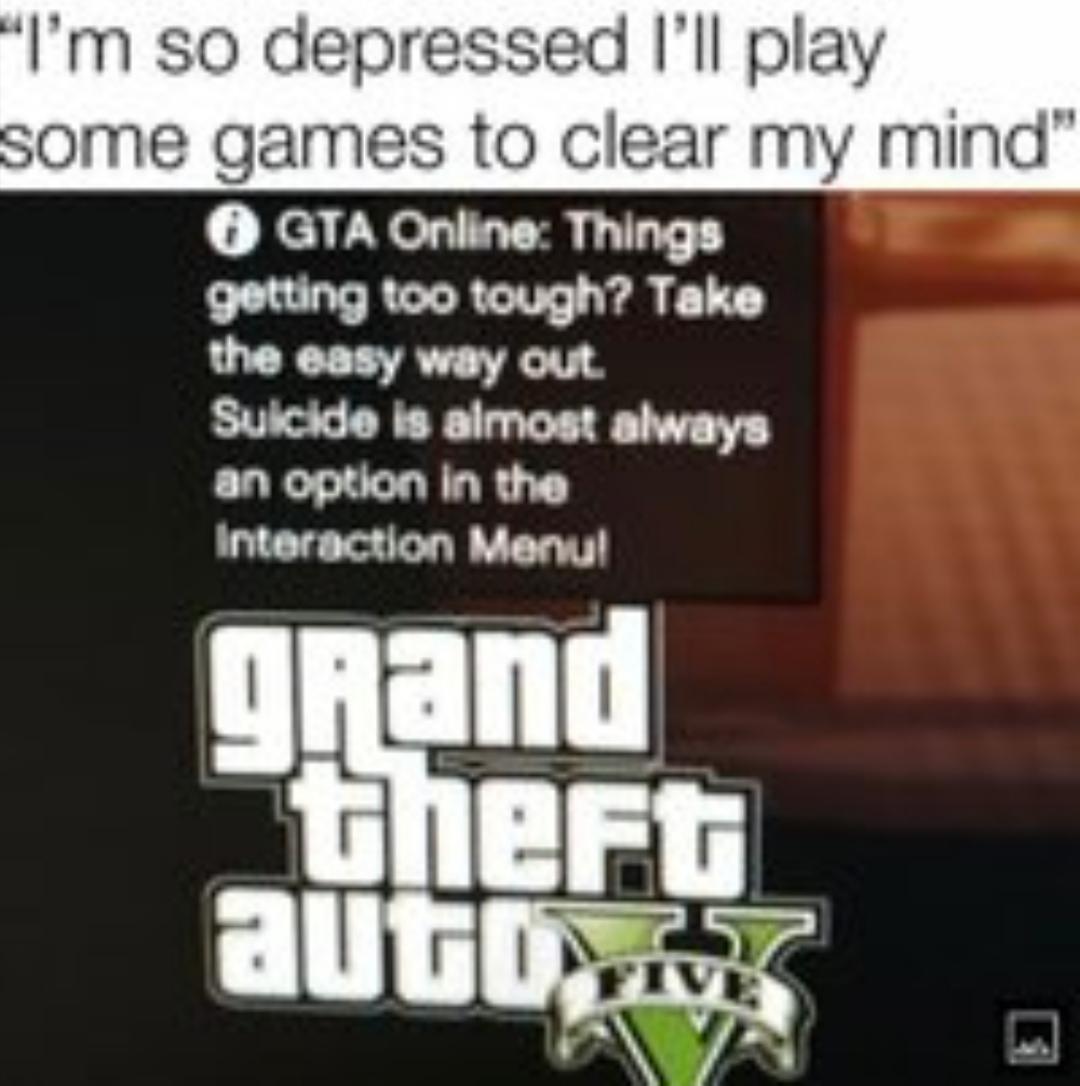 “I’m so depressed I’ll play
some games to clear my mind”
i GTA Online: Things
getting too tough? Take
the easy way out.
Suicide is almost always
an option in the
Interaction Menu!
grand
theft
auto V
FIVE